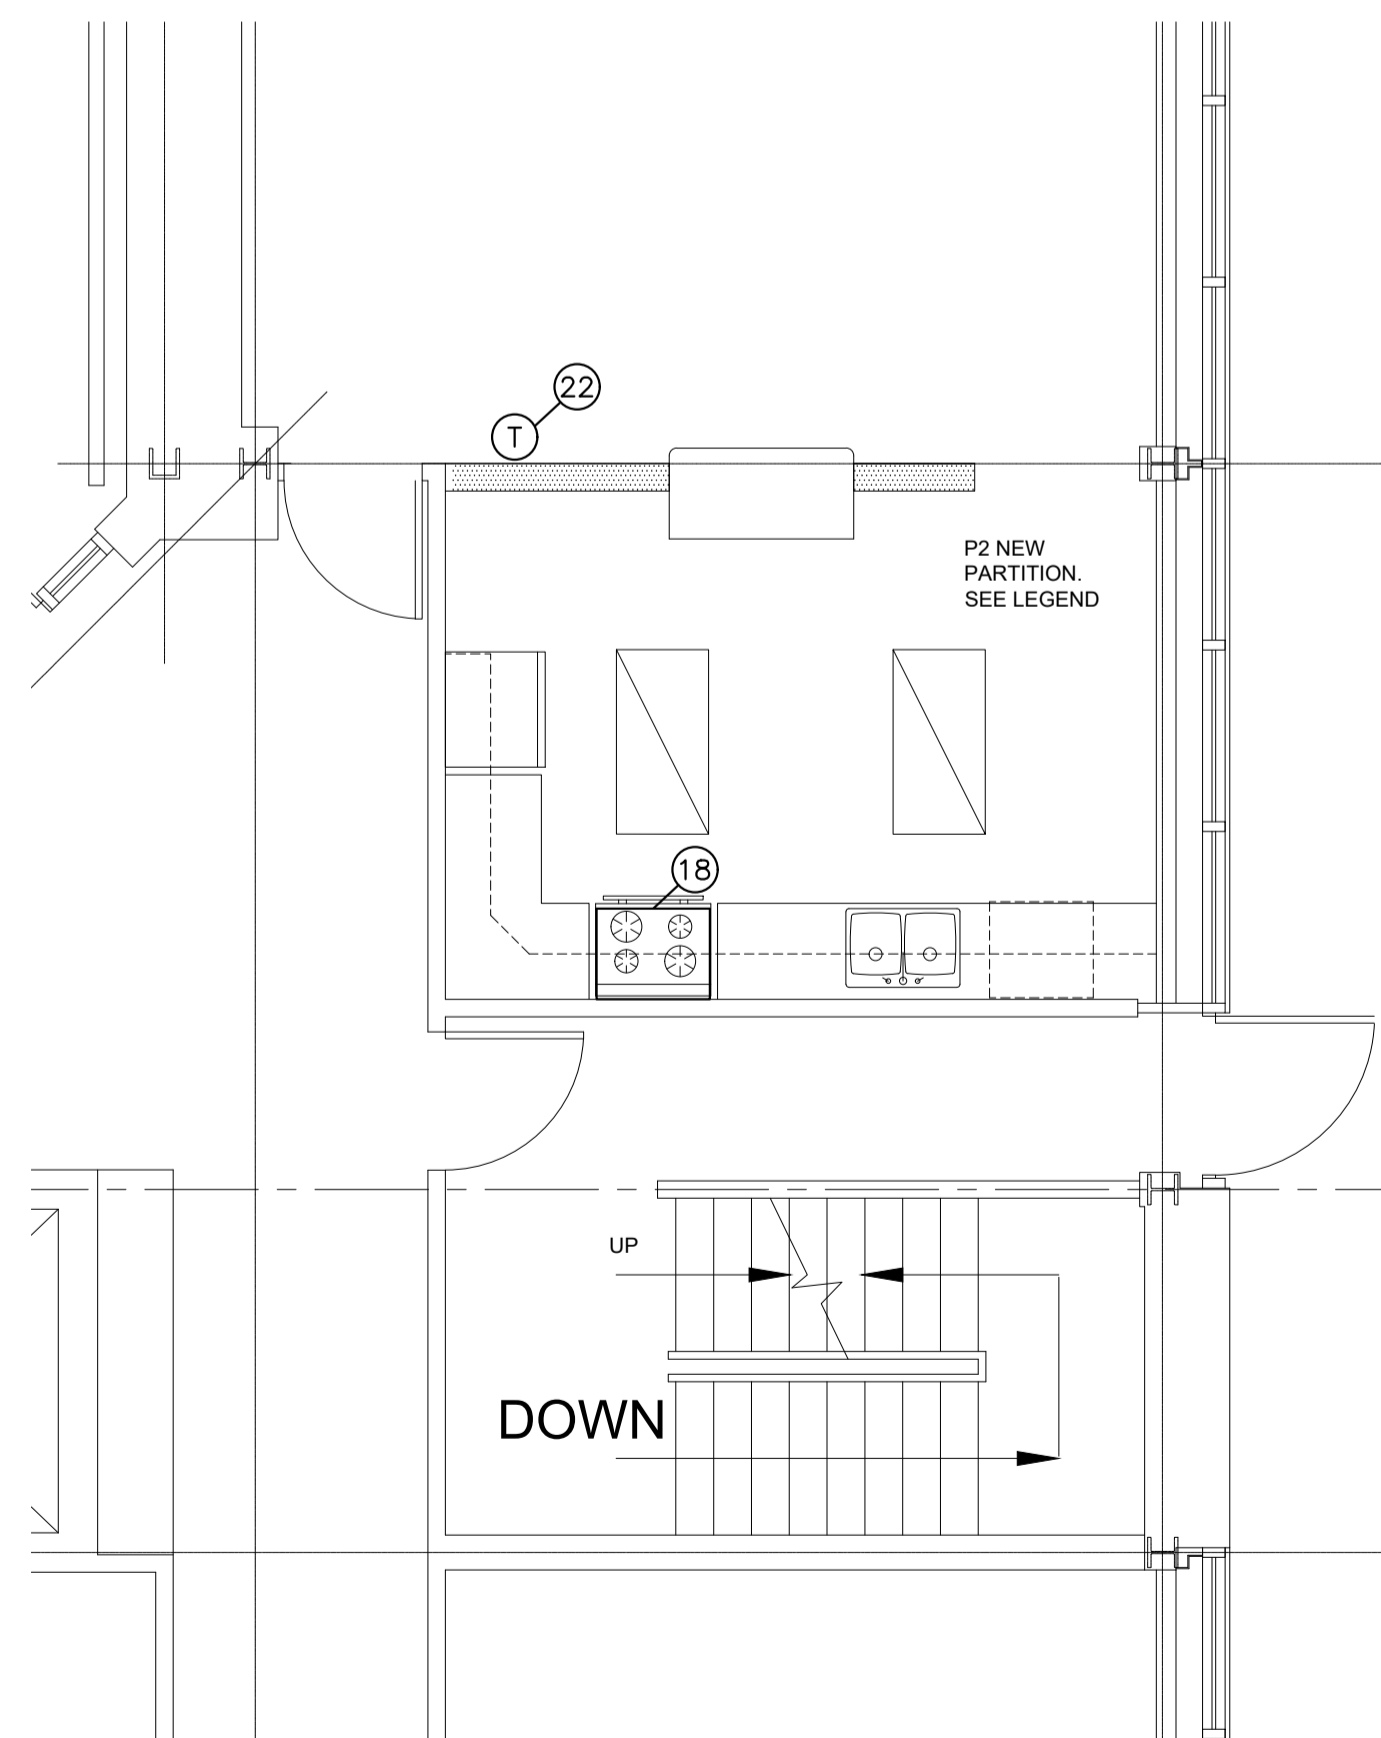 22
T
P2 NEW
PARTITION.
SEE LEGEND
18
UP
DOWN